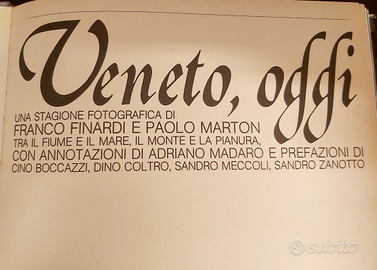 Veneto, oggi
UNA STAGIONE FOTOGRAFICA DI
FRANCO FINARDI E PAOLO MARTON
TRA IL FIUME E IL MARE, IL MONTE E LA PIANURA,
CON ANNOTAZIONI DI ADRIANO MADARO E PREFAZIONI DI
CINO BOCCAZZI, DINO COLTRO, SANDRO MECCOLI, SANDRO ZANOTTO
subito